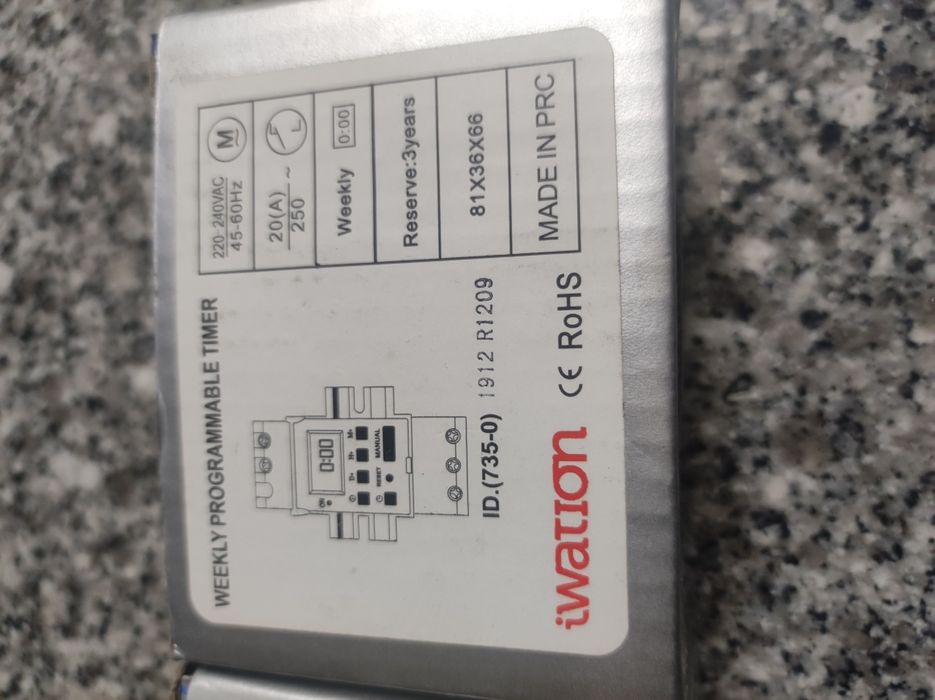 WEEKLY PROGRAMMABLE TIMER
220-240VAC
45-60Hz
M
20(A)
250 ~
Weekly 0:00
Reserve:3years
81X36X66
MADE IN PRC
ON
0:00
D+ H+ M+
RESET MANUAL
ID.(735-0) 1912 R1209
iwation CE RoHS